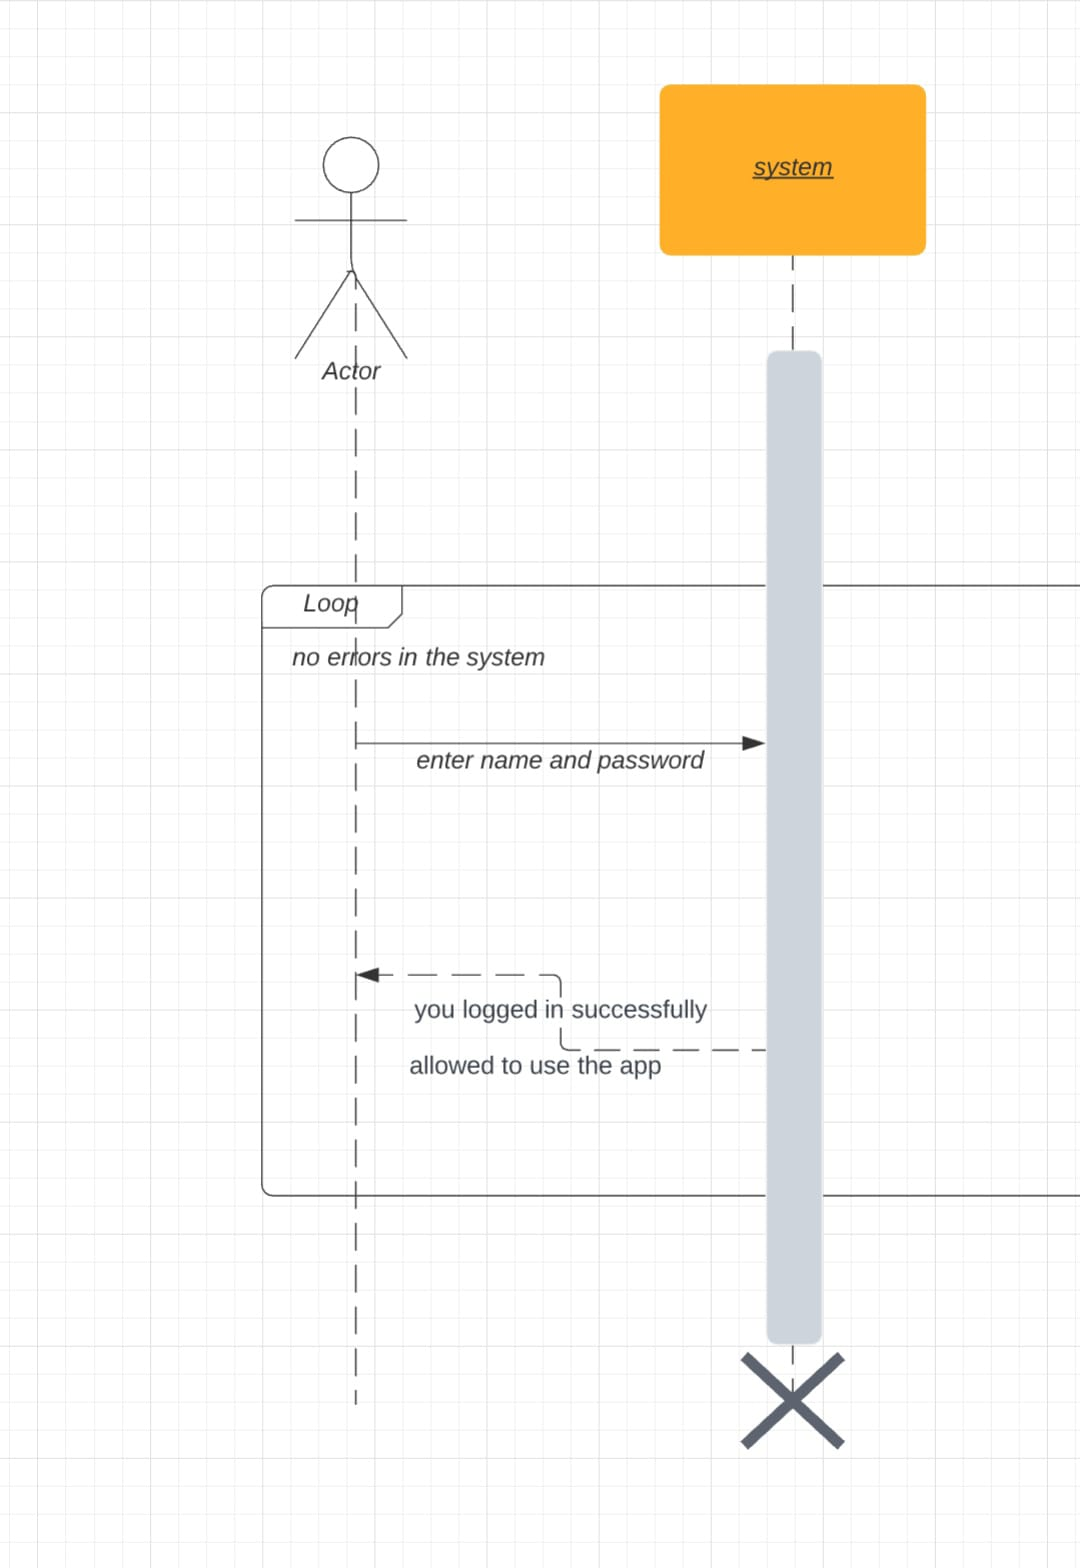 system
Actor
Loop
no errors in the system
enter name and password
you logged in successfully
allowed to use the app